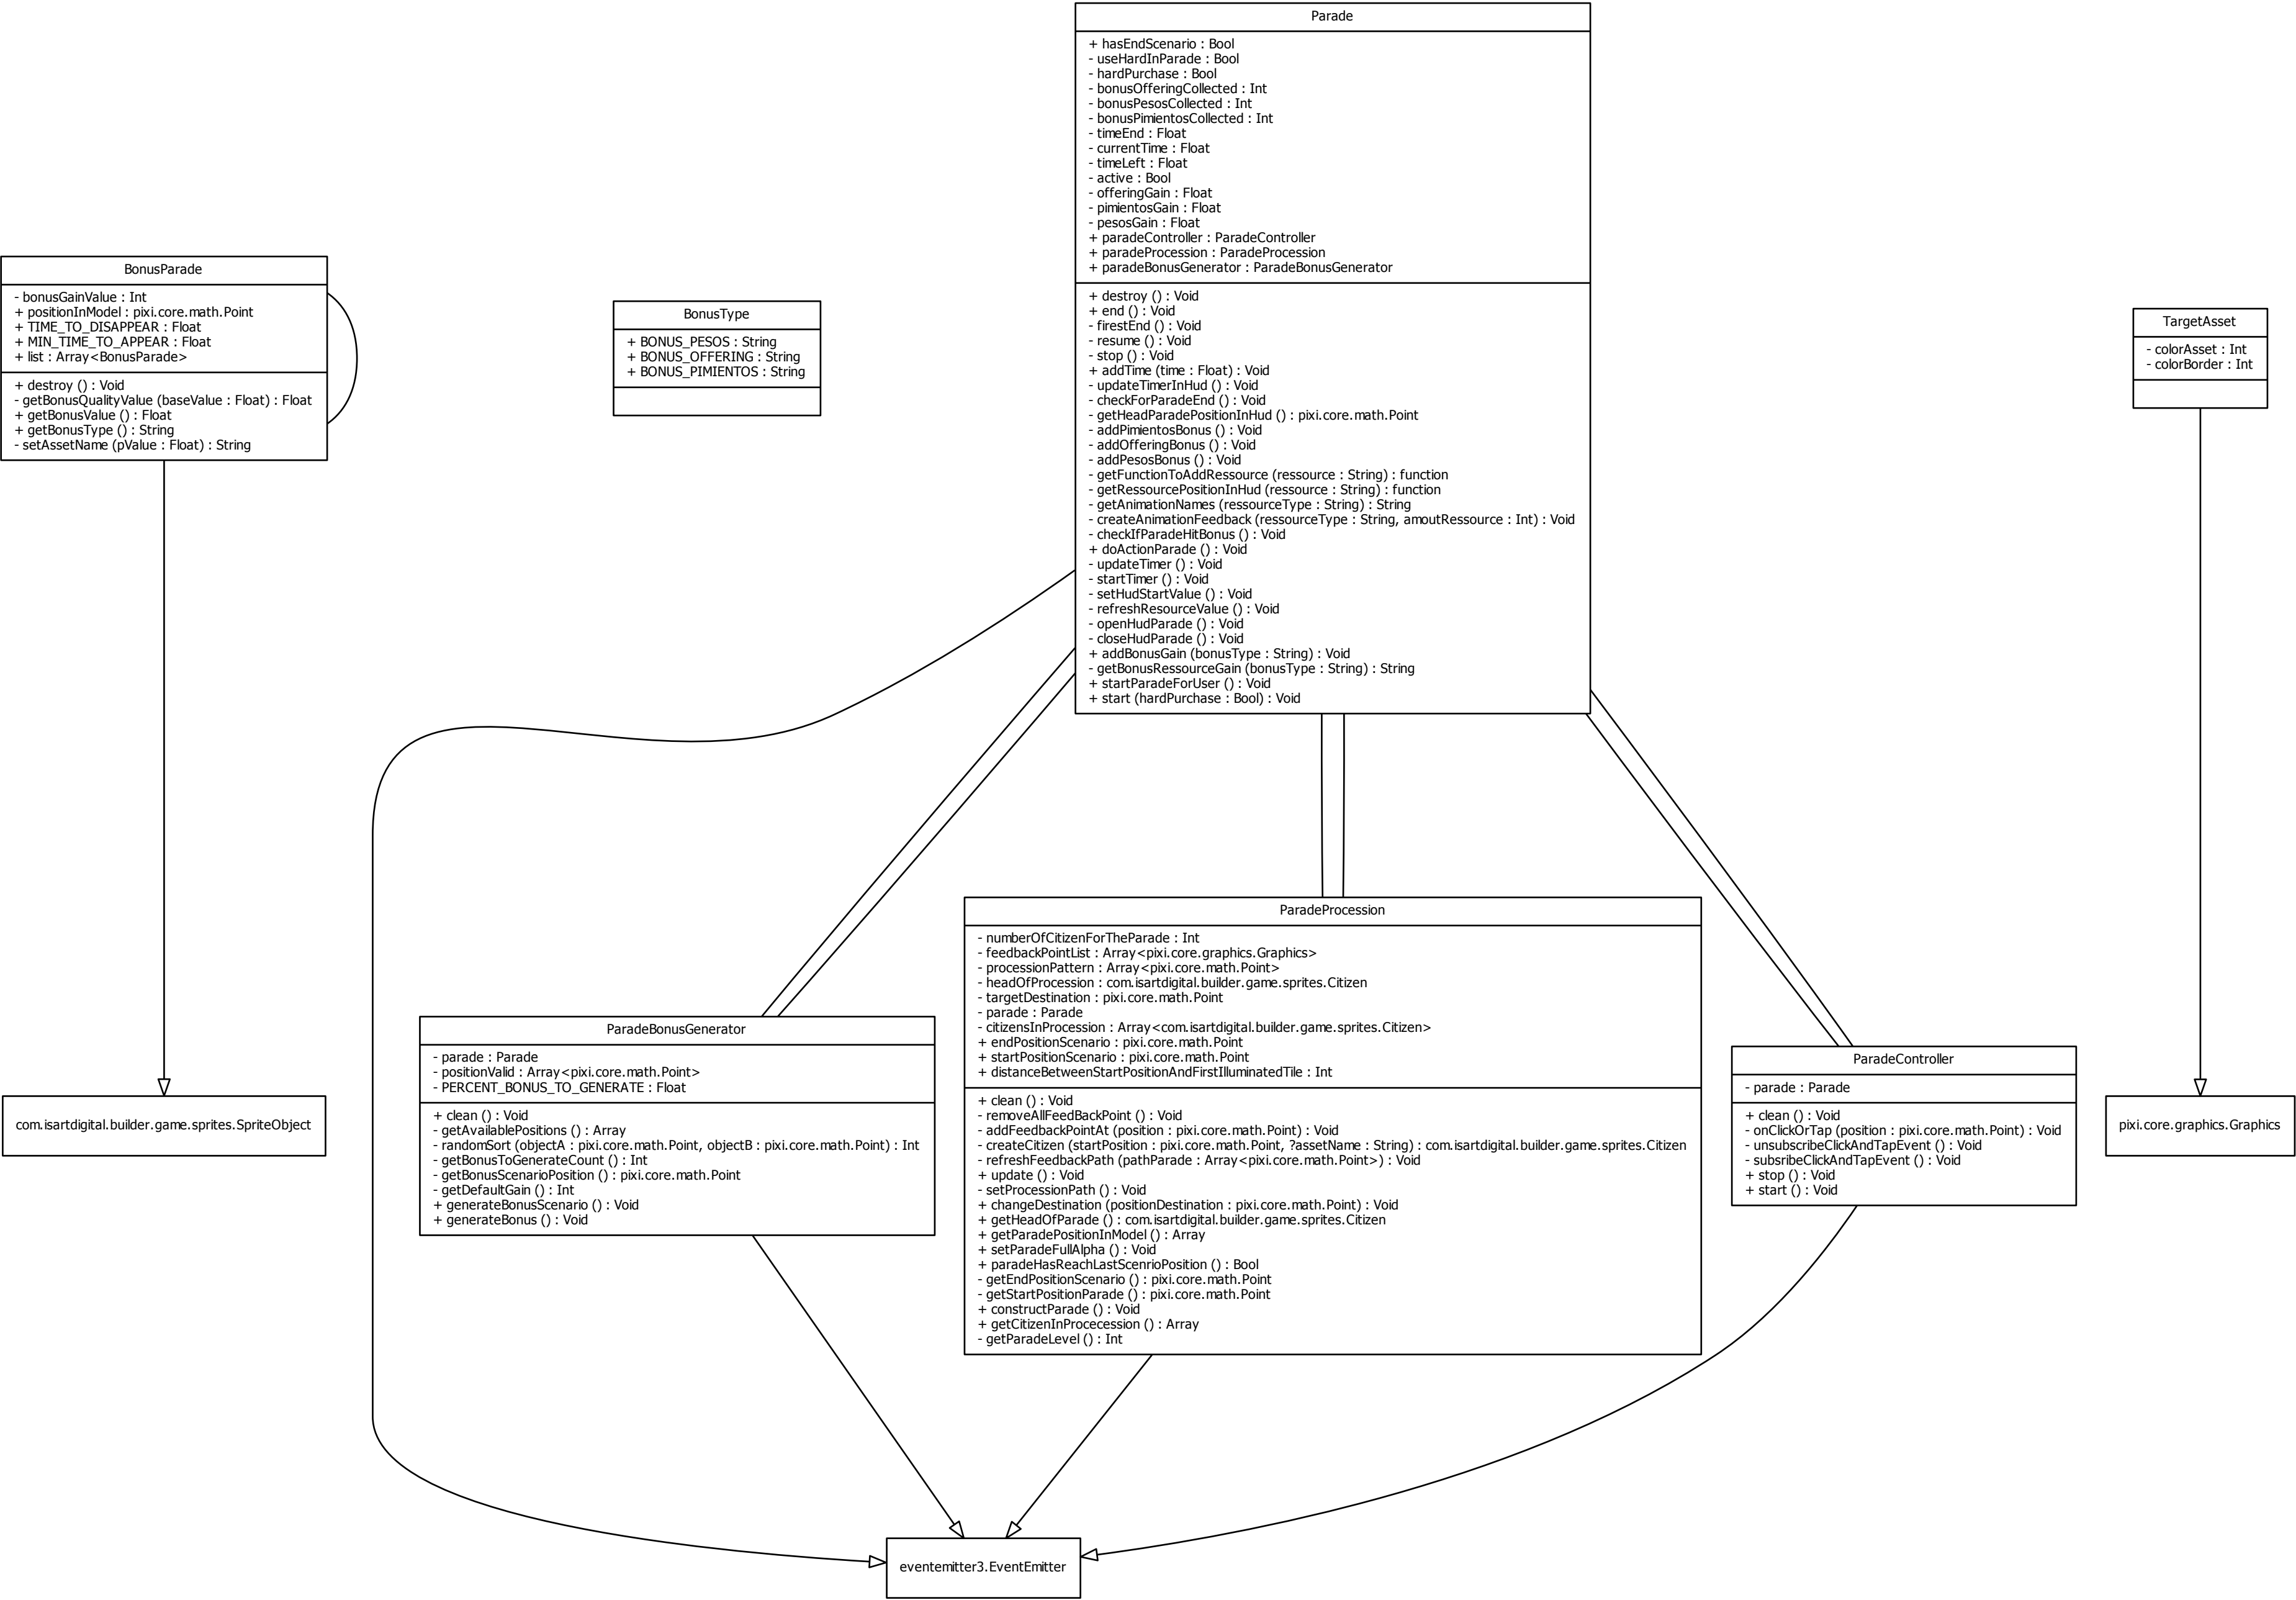 Parade
+ hasEndScenario : Bool
- useHardInParade : Bool
- hardPurchase : Bool
- bonusOfferingCollected : Int
- bonusPesosCollected : Int
- bonusPimientosCollected : Int
- timeEnd : Float
- currentTime : Float
- timeLeft : Float
- active : Bool
- offeringGain : Float
- pimientosGain : Float
- pesosGain : Float
+ paradeController : ParadeController
+ paradeProcession : ParadeProcession
+ paradeBonusGenerator : ParadeBonusGenerator
+ destroy () : Void
+ end () : Void
- firestEnd () : Void
- resume () : Void
- stop () : Void
+ addTime (time : Float) : Void
- updateTimerInHud () : Void
- checkForParadeEnd () : Void
- getHeadParadePositionInHud () : pixi.core.math.Point
- addPimientosBonus () : Void
- addOfferingBonus () : Void
- addPesosBonus () : Void
- getFunctionToAddRessource (ressource : String) : function
- getRessourcePositionInHud (ressource : String) : function
- getAnimationNames (ressourceType : String) : String
- createAnimationFeedback (ressourceType : String, amoutRessource : Int) : Void
- checkIfParadeHitBonus () : Void
+ doActionParade () : Void
- updateTimer () : Void
- startTimer () : Void
- setHudStartValue () : Void
- refreshResourceValue () : Void
- openHudParade () : Void
- closeHudParade () : Void
+ addBonusGain (bonusType : String) : Void
- getBonusRessourceGain (bonusType : String) : String
+ startParadeForUser () : Void
+ start (hardPurchase : Bool) : Void
BonusParade
- bonusGainValue : Int
+ positionInModel : pixi.core.math.Point
+ TIME_TO_DISAPPEAR : Float
+ MIN_TIME_TO_APPEAR : Float
+ list : Array<BonusParade>
+ destroy () : Void
- getBonusQualityValue (baseValue : Float) : Float
+ getBonusValue () : Float
+ getBonusType () : String
- setAssetName (pValue : Float) : String
BonusType
+ BONUS_PESOS : String
+ BONUS_OFFERING : String
+ BONUS_PIMIENTOS : String
TargetAsset
- colorAsset : Int
- colorBorder : Int
ParadeProcession
- numberOfCitizenForTheParade : Int
- feedbackPointList : Array<pixi.core.graphics.Graphics>
- processionPattern : Array<pixi.core.math.Point>
- headOfProcession : com.isartdigital.builder.game.sprites.Citizen
- targetDestination : pixi.core.math.Point
- parade : Parade
- citizensInProcession : Array<com.isartdigital.builder.game.sprites.Citizen>
+ endPositionScenario : pixi.core.math.Point
+ startPositionScenario : pixi.core.math.Point
+ distanceBetweenStartPositionAndFirstIlluminatedTile : Int
+ clean () : Void
- removeAllFeedBackPoint () : Void
- addFeedbackPointAt (position : pixi.core.math.Point) : Void
- createCitizen (startPosition : pixi.core.math.Point, ?assetName : String) : com.isartdigital.builder.game.sprites.Citizen
- refreshFeedbackPath (pathParade : Array<pixi.core.math.Point>) : Void
+ update () : Void
- setProcessionPath () : Void
+ changeDestination (positionDestination : pixi.core.math.Point) : Void
+ getHeadOfParade () : com.isartdigital.builder.game.sprites.Citizen
+ getParadePositionInModel () : Array
+ setParadeFullAlpha () : Void
+ paradeHasReachLastScenrioPosition () : Bool
- getEndPositionScenario () : pixi.core.math.Point
- getStartPositionParade () : pixi.core.math.Point
+ constructParade () : Void
+ getCitizenInProcecession () : Array
- getParadeLevel () : Int
ParadeBonusGenerator
- parade : Parade
- positionValid : Array<pixi.core.math.Point>
- PERCENT_BONUS_TO_GENERATE : Float
+ clean () : Void
- getAvailablePositions () : Array
- randomSort (objectA : pixi.core.math.Point, objectB : pixi.core.math.Point) : Int
- getBonusToGenerateCount () : Int
- getBonusScenarioPosition () : pixi.core.math.Point
- getDefaultGain () : Int
+ generateBonusScenario () : Void
+ generateBonus () : Void
ParadeController
- parade : Parade
+ clean () : Void
- onClickOrTap (position : pixi.core.math.Point) : Void
- unsubscribeClickAndTapEvent () : Void
- subsribeClickAndTapEvent () : Void
+ stop () : Void
+ start () : Void
com.isartdigital.builder.game.sprites.SpriteObject
pixi.core.graphics.Graphics
eventemitter3.EventEmitter